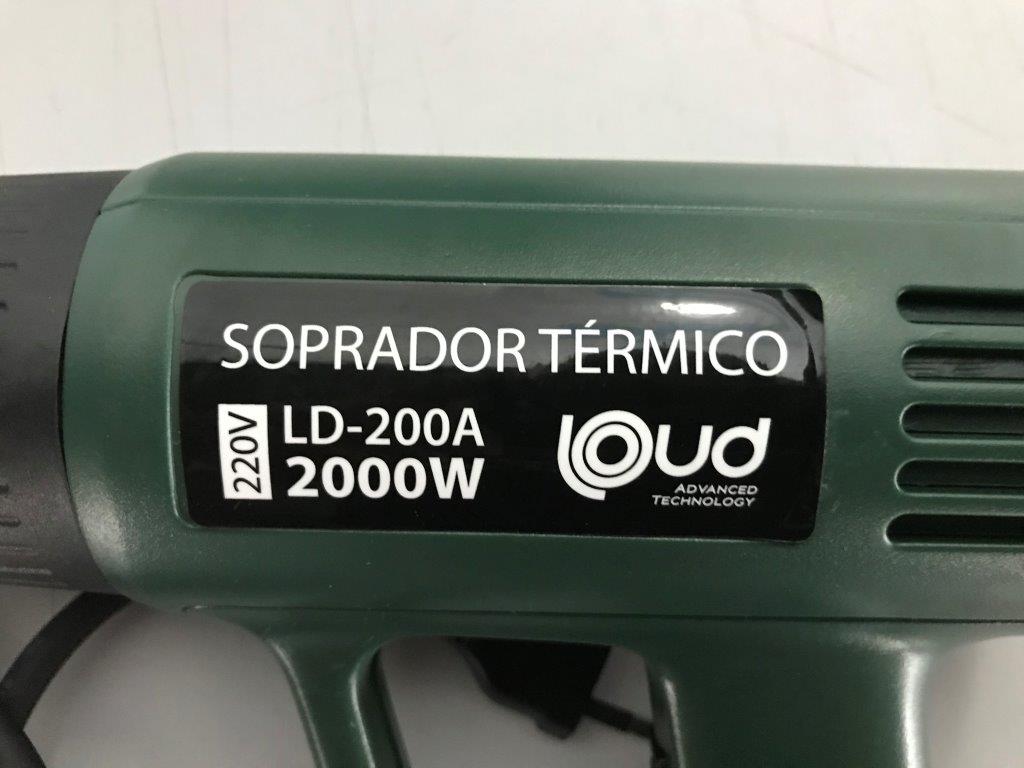 SOPRADOR TÉRMICO
220V
LD-200A
2000W
Loud
ADVANCED
TECHNOLOGY